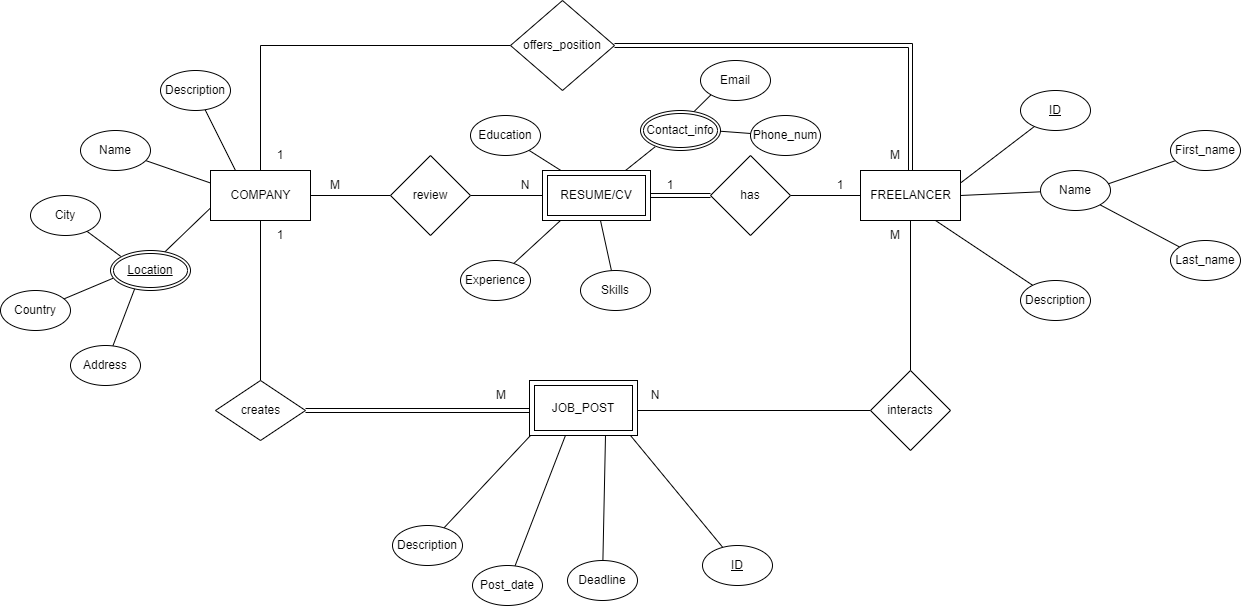 offers_position
Description
Email
ID
Contact_info
Education
Phone_num
Name
First_name
1
M
COMPANY
M
review
N
RESUME/CV
1
has
1
FREELANCER
Name
City
1
M
Location
Last_name
Experience
Skills
Country
Description
Address
creates
M
JOB_POST
N
interacts
Description
Post_date
Deadline
ID